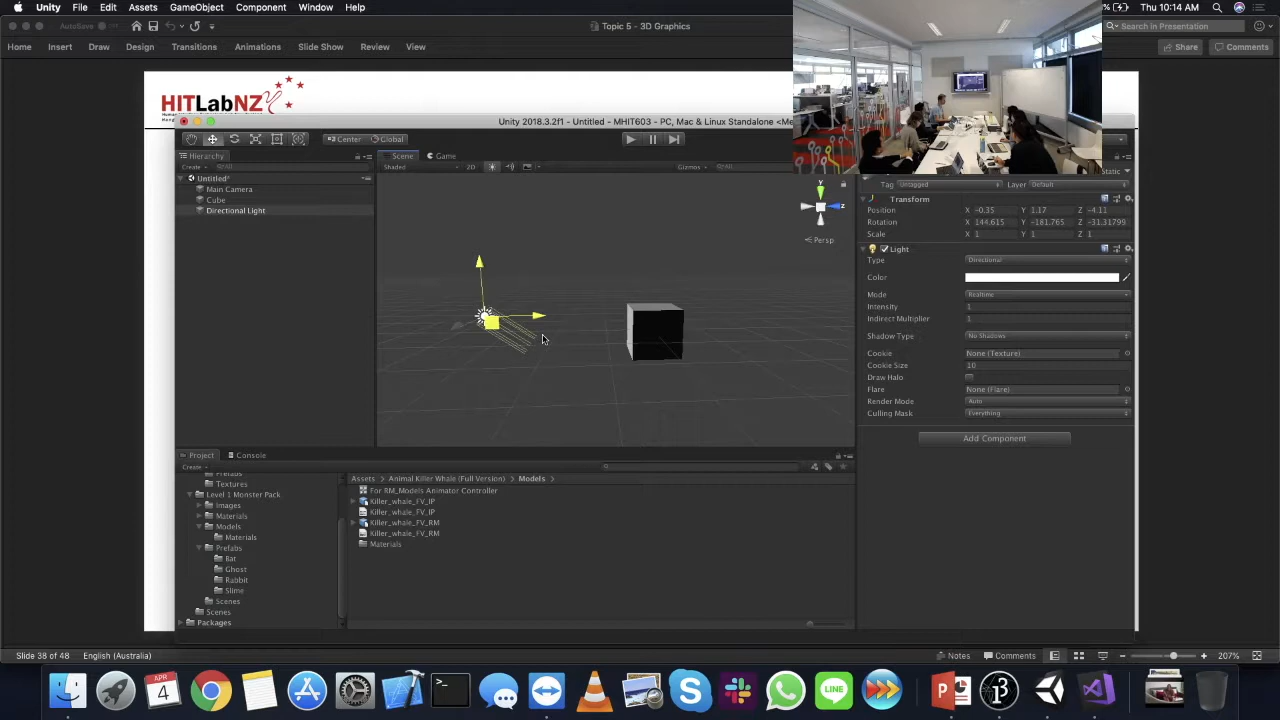 Unity File Edit Assets GameObject Component Window Help
Thu 10:14 AM
AutoSave
Topic 5 - 3D Graphics
Search in Presentation
Home Insert Draw Design Transitions Animations Slide Show Review View
Share Comments
HITLabNZ
Unity 2018.3.2f1 - Untitled - MHIT603 - PC, Mac & Linux Standalone <Me
Center Global
Hierarchy
Scene Game
Create All
Shaded 2D Gizmos All
Static
Untitled*
Main Camera
Cube
Directional Light
Tag Untagged Layer Default
Transform
Position X -0.35 Y 1.17 Z -4.11
Rotation X 144.615 Y -181.765 Z -31.31799
Scale X 1 Y 1 Z 1
y
z
Persp
Light
Type Directional
Color
Mode Realtime
Intensity 1
Indirect Multiplier 1
Shadow Type No Shadows
Cookie None (Texture)
Cookie Size 10
Draw Halo
Flare None (Flare)
Render Mode Auto
Culling Mask Everything
Add Component
Project Console
Create
Prefabs
Textures
Level 1 Monster Pack
Images
Materials
Models
Materials
Prefabs
Bat
Ghost
Rabbit
Slime
Scenes
Scenes
Packages
Assets Animal Killer Whale (Full Version) Models
For RM_Models Animator Controller
Killer_whale_FV_IP
Killer_whale_FV_IP
Killer_whale_FV_RM
Killer_whale_FV_RM
Materials
Slide 38 of 48 English (Australia)
Notes Comments 207%
APR
4
LINE